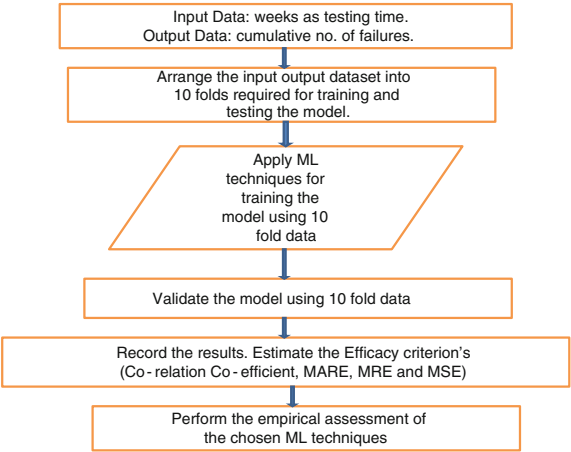 Input Data: weeks as testing time.
Output Data: cumulative no. of failures.
Arrange the input output dataset into
10 folds required for training and
testing the model.
Apply ML
techniques for
training the
model using 10
fold data
Validate the model using 10 fold data
Record the results. Estimate the Efficacy criterion's
(Co-relation Co-efficient, MARE, MRE and MSE)
Perform the empirical assessment of
the chosen ML techniques